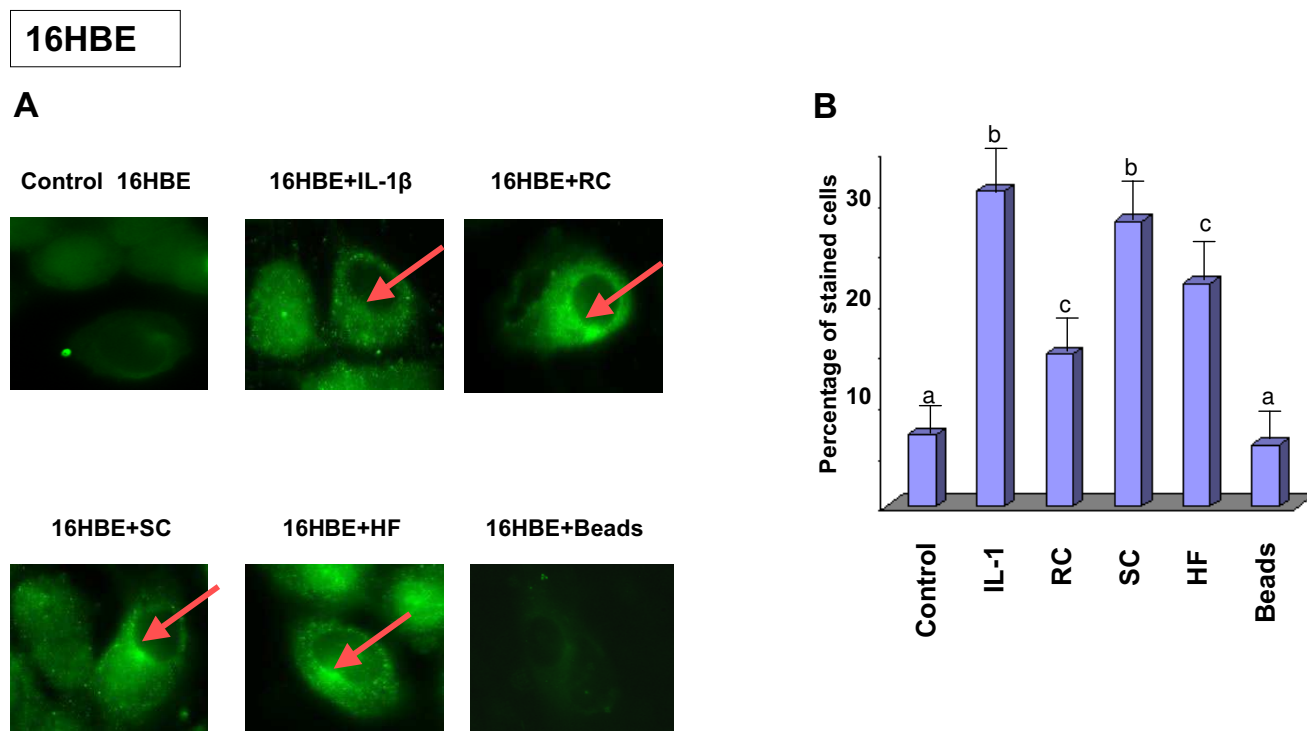 16HBE
A
Control 16HBE
16HBE+IL-1β
16HBE+RC
16HBE+SC
16HBE+HF
16HBE+Beads
B
Percentage of stained cells
30
20
10
a
b
c
b
c
a
Control
IL-1
RC
SC
HF
Beads